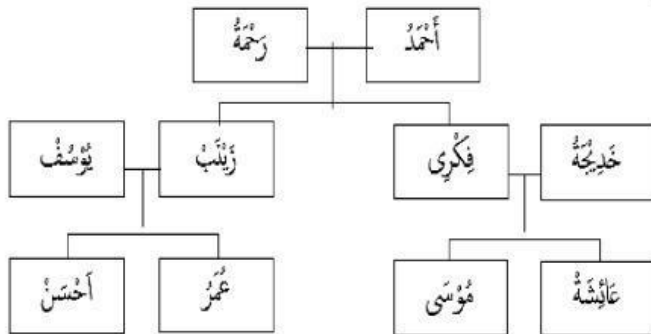 أَحْمَدُ رَحْمَةُ
خَدِيْجَةُ فِكْرِى زَيْنَبْ يُوْسُفْ
عَائِشَةُ مُوْسَى عُمَرُ اَحْسَنْ